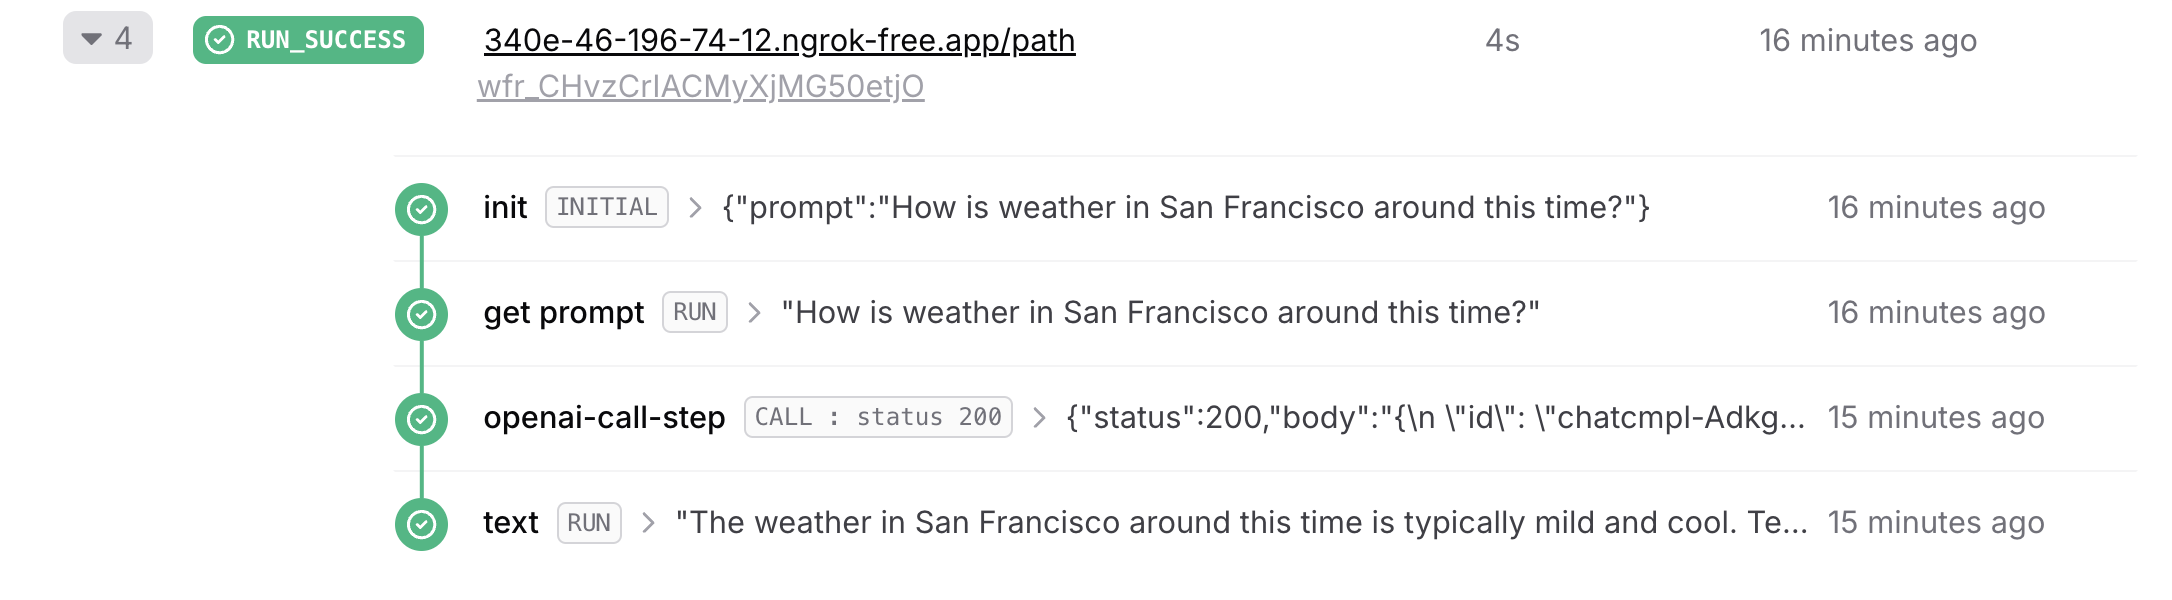 4 RUN_SUCCESS 340e-46-196-74-12.ngrok-free.app/path 4s 16 minutes ago
wfr_CHvzCrIACMyXjMG50etjO
init INITIAL {"prompt":"How is weather in San Francisco around this time?"} 16 minutes ago
get prompt RUN "How is weather in San Francisco around this time?" 16 minutes ago
openai-call-step CALL : status 200 {"status":200,"body":"{\n \"id\": \"chatcmpl-Adkg... 15 minutes ago
text RUN "The weather in San Francisco around this time is typically mild and cool. Te... 15 minutes ago